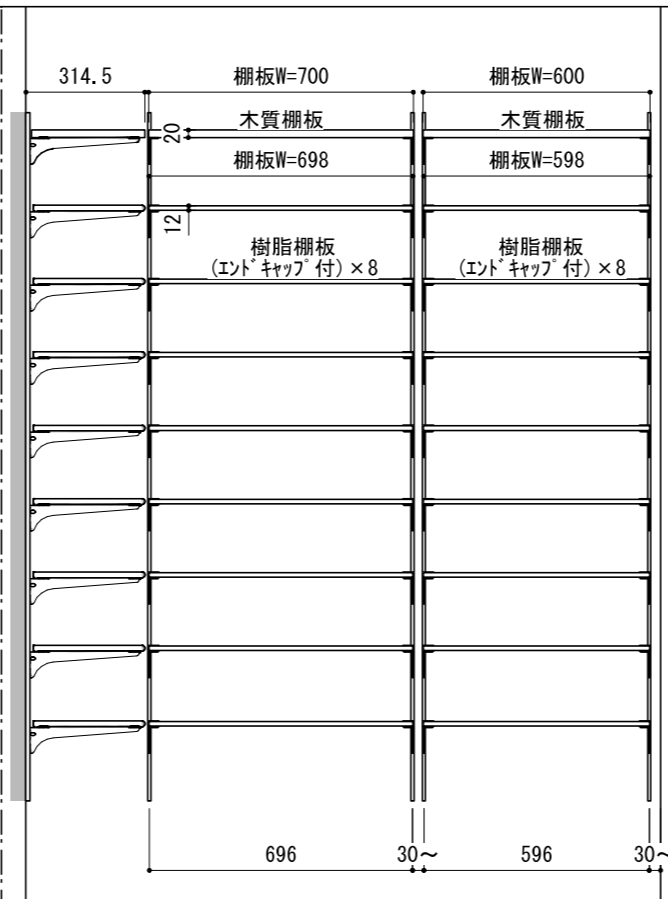 314.5 棚板W=700 棚板W=600
木質棚板 木質棚板
20
棚板W=698 棚板W=598
12
樹脂棚板 樹脂棚板
(ｴﾝﾄﾞｷｬｯﾌﾟ付)×8 (ｴﾝﾄﾞｷｬｯﾌﾟ付)×8
696 30～ 596 30～